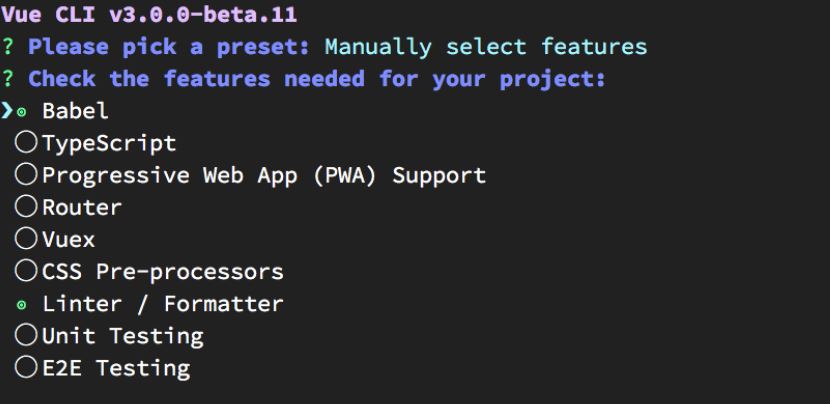 Vue CLI v3.0.0-beta.11
? Please pick a preset: Manually select features
? Check the features needed for your project:
❯◉ Babel
◯TypeScript
◯Progressive Web App (PWA) Support
◯Router
◯Vuex
◯CSS Pre-processors
◉ Linter / Formatter
◯Unit Testing
◯E2E Testing